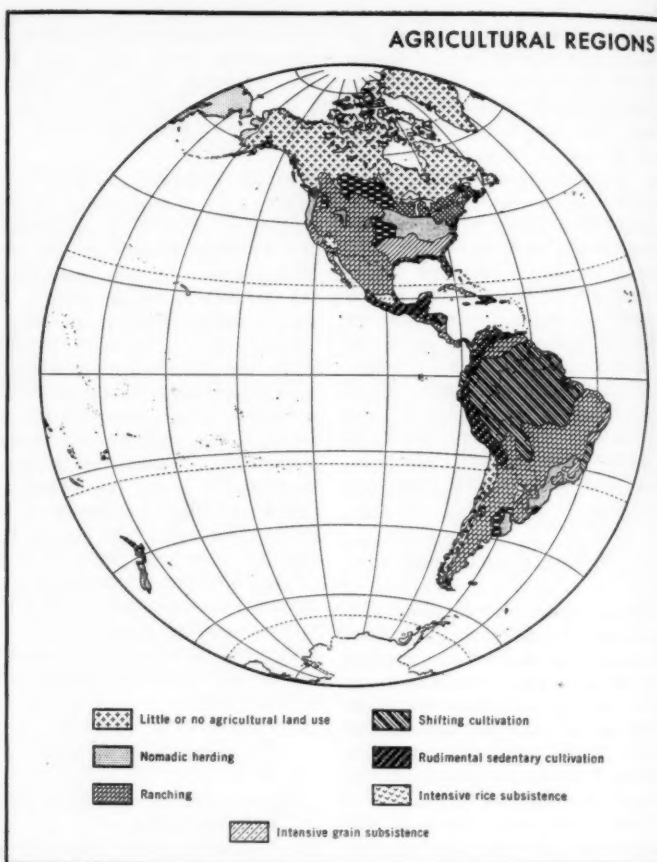 AGRICULTURAL REGIONS
Little or no agricultural land use
Shifting cultivation
Nomadic herding
Rudimental sedentary cultivation
Ranching
Intensive rice subsistence
Intensive grain subsistence